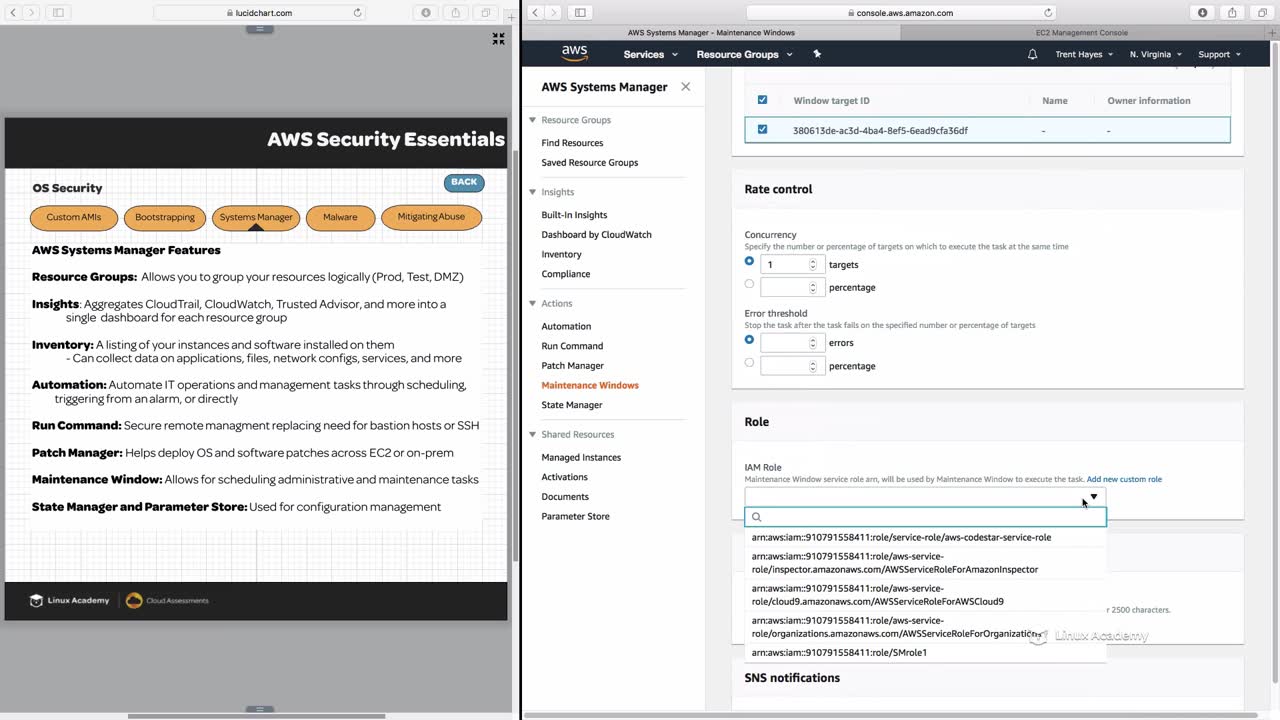 lucidchart.com
AWS Security Essentials
OS Security
BACK
Custom AMIs
Bootstrapping
Systems Manager
Malware
Mitigating Abuse
AWS Systems Manager Features
Resource Groups: Allows you to group your resources logically (Prod, Test, DMZ)
Insights: Aggregates CloudTrail, CloudWatch, Trusted Advisor, and more into a
single dashboard for each resource group
Inventory: A listing of your instances and software installed on them
- Can collect data on applications, files, network configs, services, and more
Automation: Automate IT operations and management tasks through scheduling,
triggering from an alarm, or directly
Run Command: Secure remote managment replacing need for bastion hosts or SSH
Patch Manager: Helps deploy OS and software patches across EC2 or on-prem
Maintenance Window: Allows for scheduling administrative and maintenance tasks
State Manager and Parameter Store: Used for configuration management
Linux Academy
Cloud Assessments
console.aws.amazon.com
AWS Systems Manager - Maintenance Windows
EC2 Management Console
aws
Services
Resource Groups
Trent Hayes
N. Virginia
Support
AWS Systems Manager
Resource Groups
Find Resources
Saved Resource Groups
Insights
Built-In Insights
Dashboard by CloudWatch
Inventory
Compliance
Actions
Automation
Run Command
Patch Manager
Maintenance Windows
State Manager
Shared Resources
Managed Instances
Activations
Documents
Parameter Store
Window target ID
Name
Owner information
380613de-ac3d-4ba4-8ef5-6ead9cfa36df
-
-
Rate control
Concurrency
Specify the number or percentage of targets on which to execute the task at the same time
1
targets
percentage
Error threshold
Stop the task after the task fails on the specified number or percentage of targets
errors
percentage
Role
IAM Role
Maintenance Window service role arn, will be used by Maintenance Window to execute the task. Add new custom role
arn:aws:iam::910791558411:role/service-role/aws-codestar-service-role
arn:aws:iam::910791558411:role/aws-service-
role/inspector.amazonaws.com/AWSServiceRoleForAmazonInspector
arn:aws:iam::910791558411:role/aws-service-
role/cloud9.amazonaws.com/AWSServiceRoleForAWSCloud9
r 2500 characters.
arn:aws:iam::910791558411:role/aws-service-
role/organizations.amazonaws.com/AWSServiceRoleForOrganizations
Linux Academy
arn:aws:iam::910791558411:role/SMrole1
SNS notifications